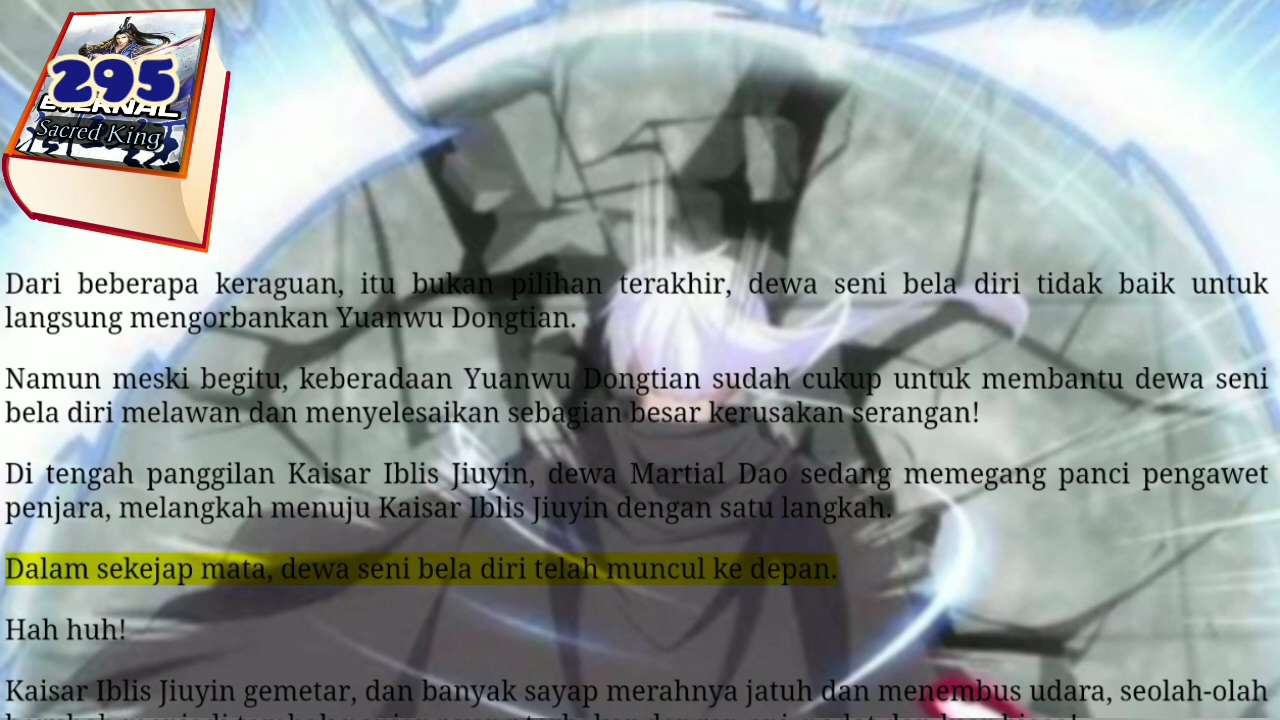 295
ETERNAL
Sacred King
Dari beberapa keraguan, itu bukan pilihan terakhir, dewa seni bela diri tidak baik untuk
langsung mengorbankan Yuanwu Dongtian.
Namun meski begitu, keberadaan Yuanwu Dongtian sudah cukup untuk membantu dewa seni
bela diri melawan dan menyelesaikan sebagian besar kerusakan serangan!
Di tengah panggilan Kaisar Iblis Jiuyin, dewa Martial Dao sedang memegang panci pengawet
penjara, melangkah menuju Kaisar Iblis Jiuyin dengan satu langkah.
Dalam sekejap mata, dewa seni bela diri telah muncul ke depan.
Hah huh!
Kaisar Iblis Jiuyin gemetar, dan banyak sayap merahnya jatuh dan menembus udara, seolah-olah